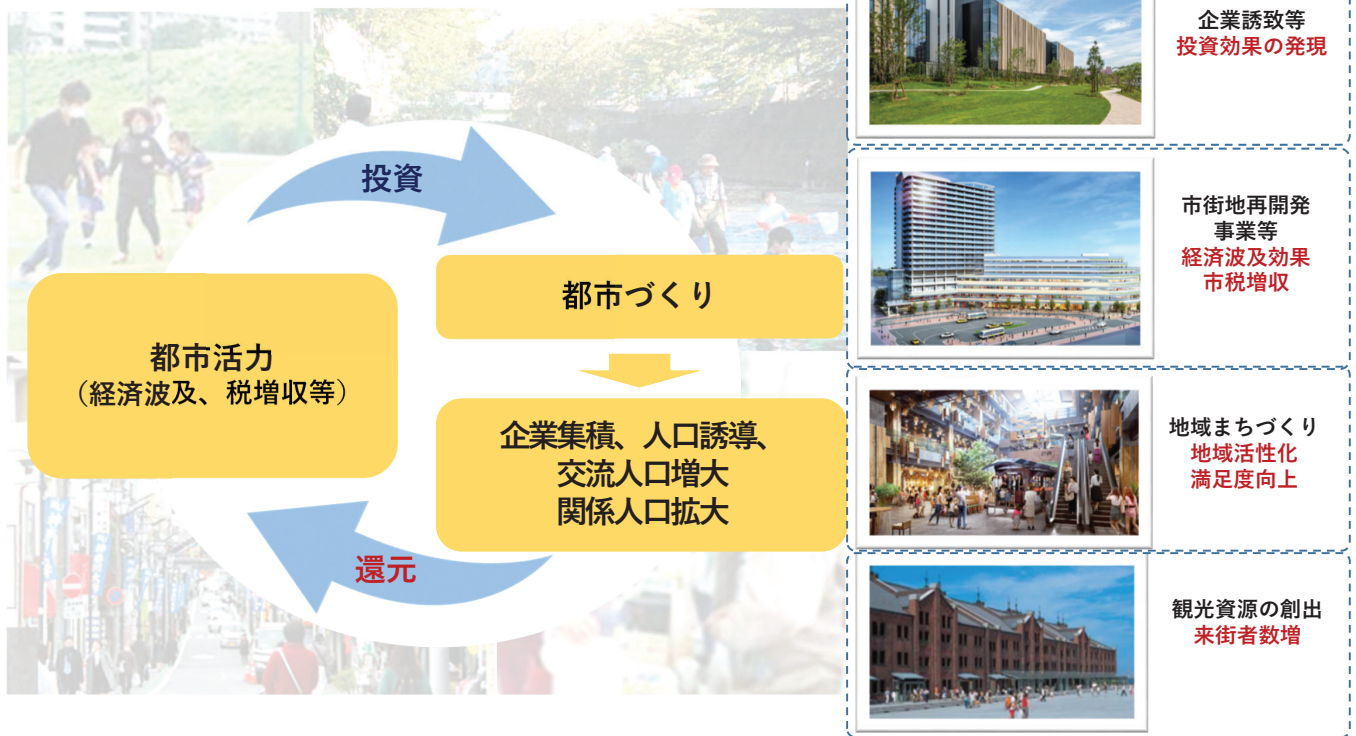 投資
都市づくり
都市活力
（経済波及、税増収等）
企業集積、人口誘導、
交流人口増大
関係人口拡大
還元
企業誘致等
投資効果の発現
市街地再開発
事業等
経済波及効果
市税増収
地域まちづくり
地域活性化
満足度向上
観光資源の創出
来街者数増